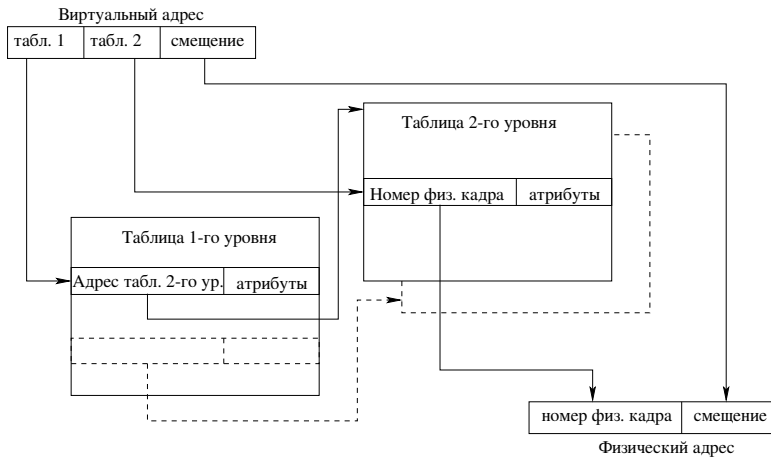 Виртуальный адрес
табл. 1 табл. 2 смещение
Таблица 2-го уровня
Номер физ. кадра атрибуты
Таблица 1-го уровня
Адрес табл. 2-го ур. атрибуты
номер физ. кадра смещение
Физический адрес